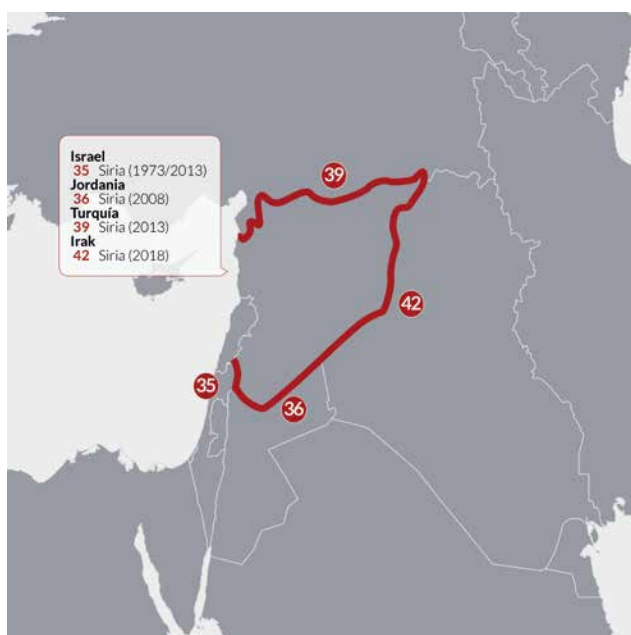 Israel
35 Siria (1973/2013)
Jordania
36 Siria (2008)
Turquía
39 Siria (2013)
Irak
42 Siria (2018)
39
42
35
36